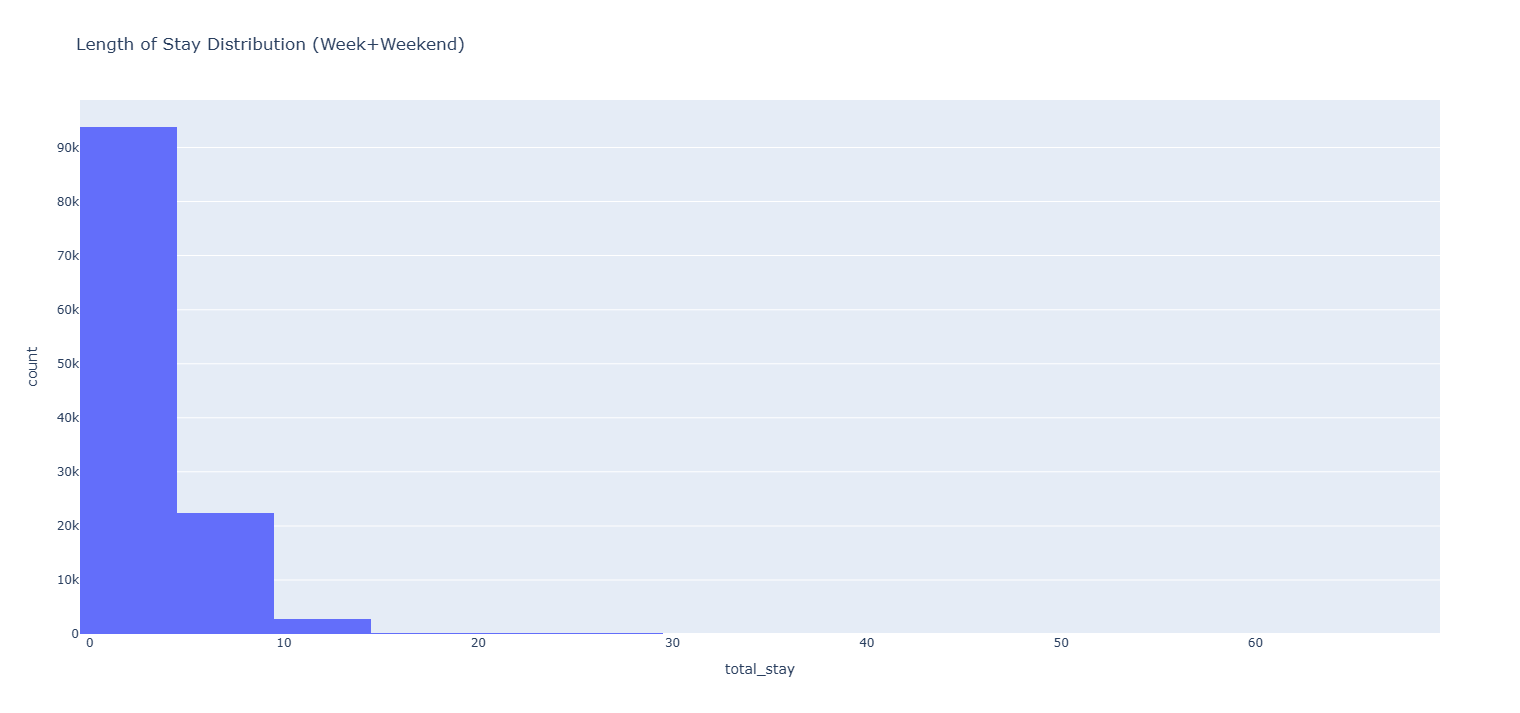 Length of Stay Distribution (Week+Weekend)
90k
80k
70k
60k
50k
40k
30k
20k
10k
0
count
0 10 20 30 40 50 60
total_stay